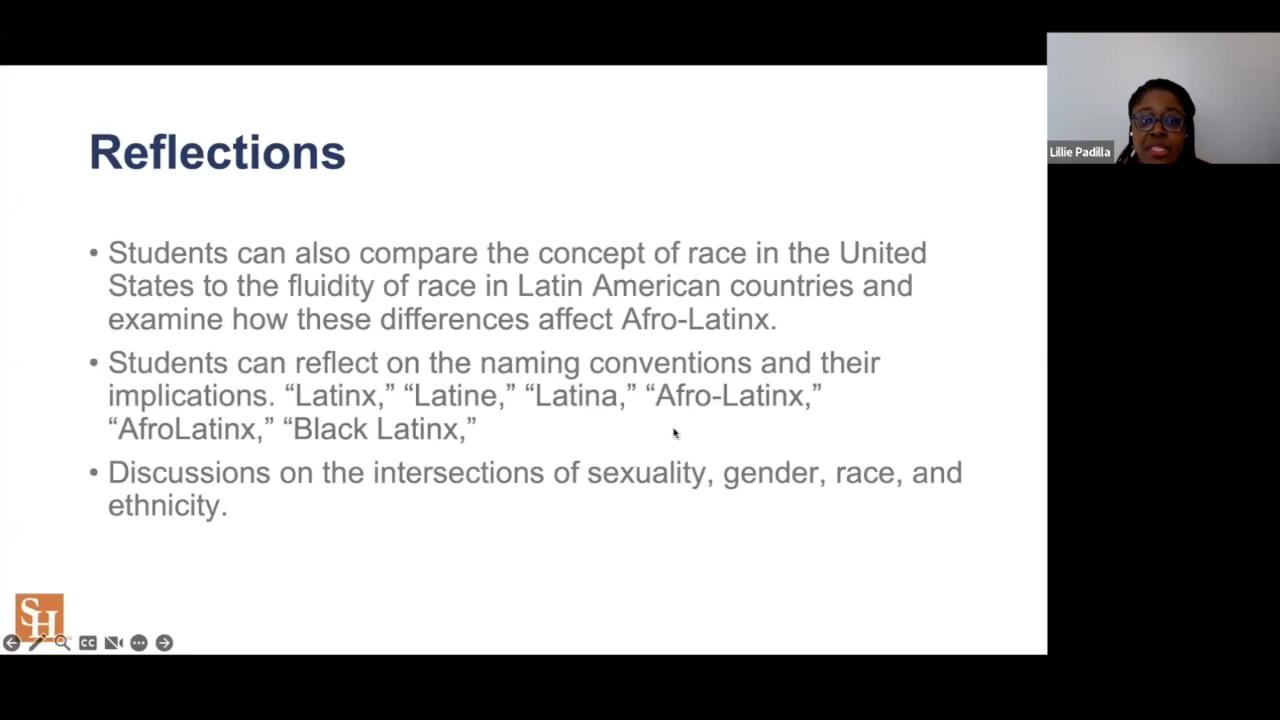 Reflections
• Students can also compare the concept of race in the United
States to the fluidity of race in Latin American countries and
examine how these differences affect Afro-Latinx.
• Students can reflect on the naming conventions and their
implications. “Latinx,” “Latine,” “Latina,” “Afro-Latinx,”
“AfroLatinx,” “Black Latinx,”
• Discussions on the intersections of sexuality, gender, race, and
ethnicity.
Lillie Padilla
SH
CC